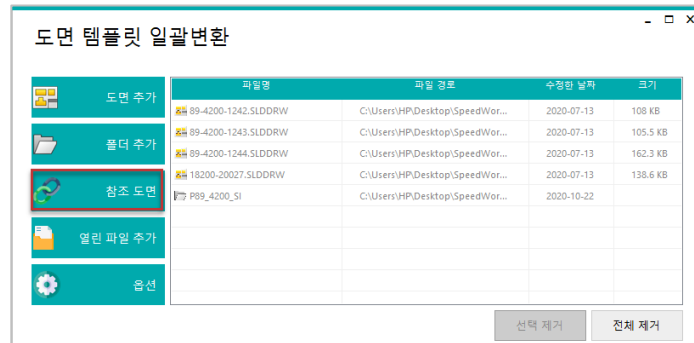 도면 템플릿 일괄변환
도면 추가
폴더 추가
참조 도면
열린 파일 추가
옵션
파일명 파일 경로 수정한 날짜 크기
89-4200-1242.SLDDRW C:\Users\HP\Desktop\SpeedWor... 2020-07-13 108 KB
89-4200-1243.SLDDRW C:\Users\HP\Desktop\SpeedWor... 2020-07-13 105.5 KB
89-4200-1244.SLDDRW C:\Users\HP\Desktop\SpeedWor... 2020-07-13 162.3 KB
18200-20027.SLDDRW C:\Users\HP\Desktop\SpeedWor... 2020-07-13 138.6 KB
P89_4200_SI C:\Users\HP\Desktop\SpeedWor... 2020-10-22
선택 제거 전체 제거